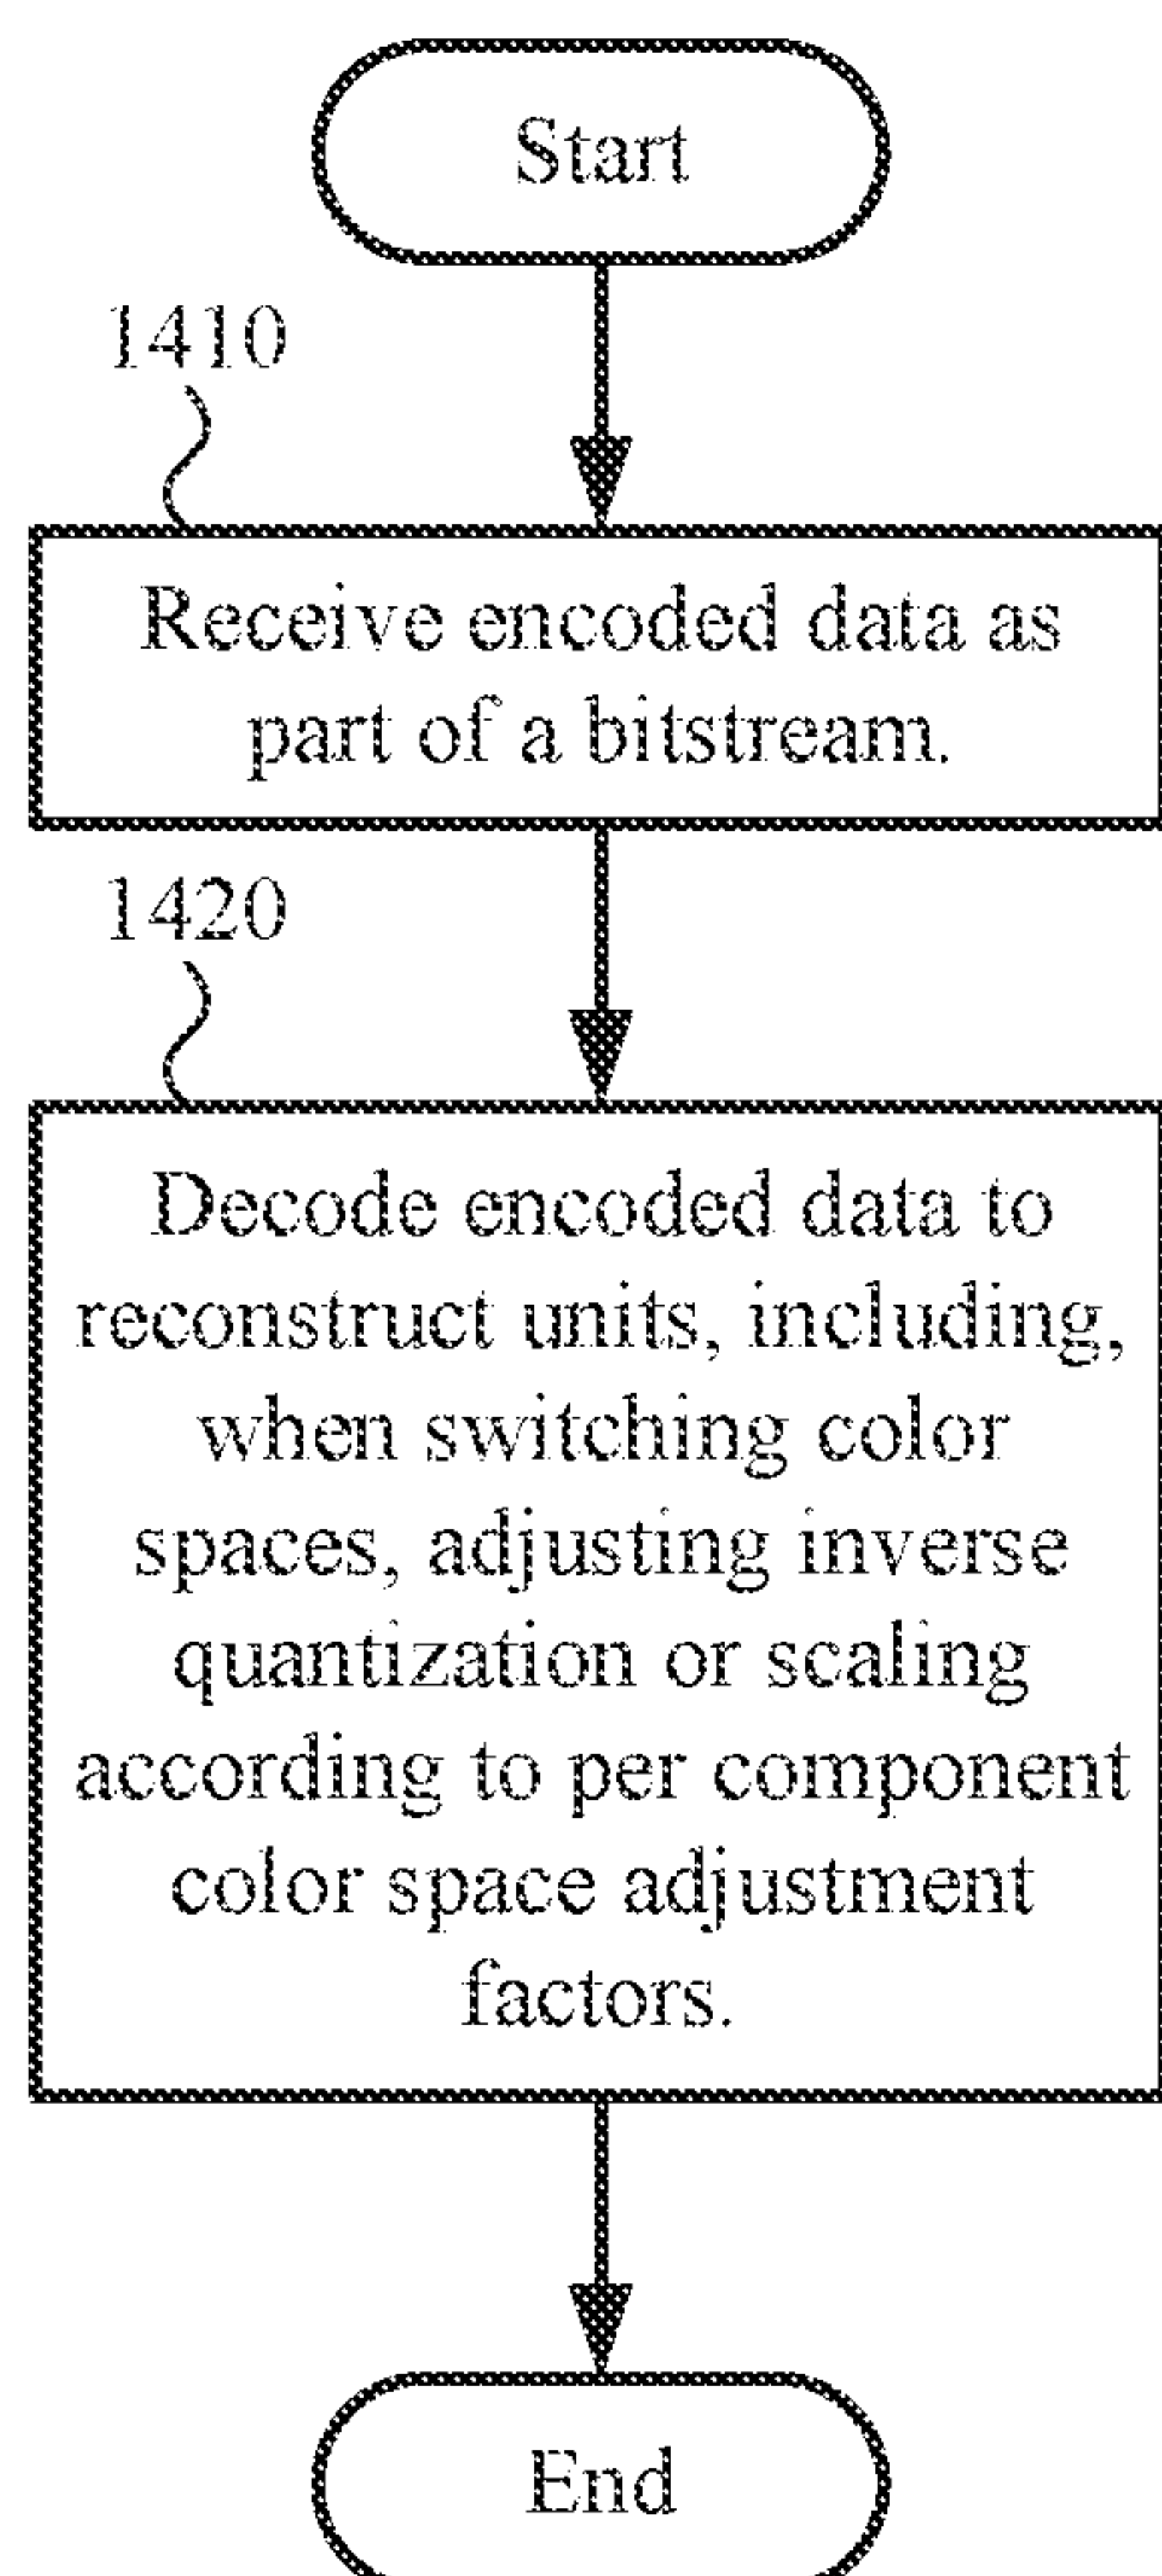 Start
1410
Receive encoded data as
part of a bitstream.
1420
Decode encoded data to
reconstruct units, including,
when switching color
spaces, adjusting inverse
quantization or scaling
according to per component
color space adjustment
factors.
End